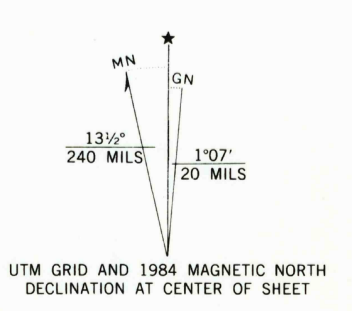 ★
MN
GN
13½°
240 MILS
1°07′
20 MILS
UTM GRID AND 1984 MAGNETIC NORTH
DECLINATION AT CENTER OF SHEET